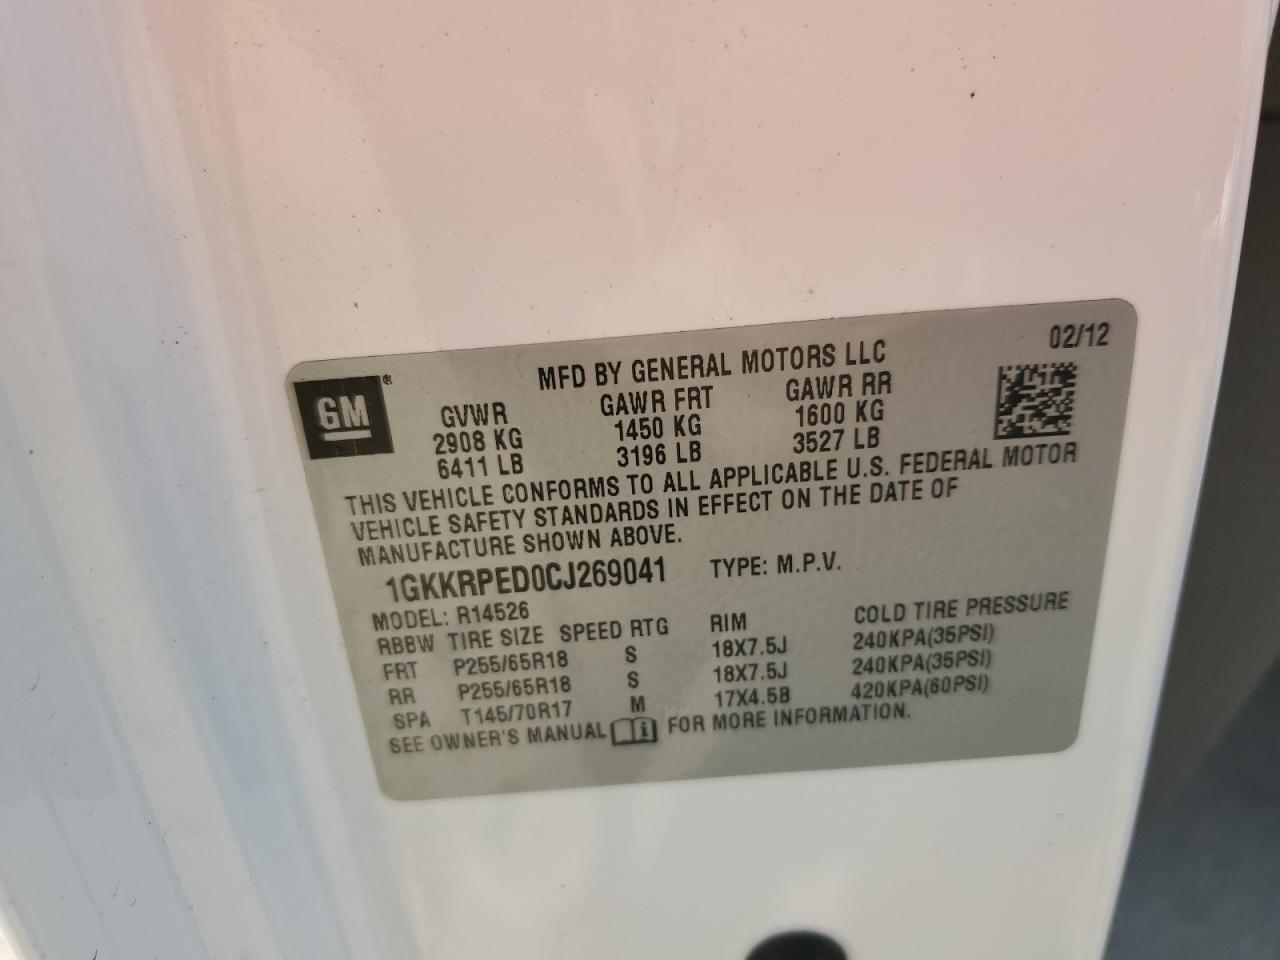 02/12
MFD BY GENERAL MOTORS LLC
GM®
GVWR GAWR FRT GAWR RR
2908 KG 1450 KG 1600 KG
6411 LB 3196 LB 3527 LB
THIS VEHICLE CONFORMS TO ALL APPLICABLE U.S. FEDERAL MOTOR
VEHICLE SAFETY STANDARDS IN EFFECT ON THE DATE OF
MANUFACTURE SHOWN ABOVE.
1GKKRPED0CJ269041 TYPE: M.P.V.
MODEL: R14526
RBBW TIRE SIZE SPEED RTG RIM COLD TIRE PRESSURE
FRT P255/65R18 S 18X7.5J 240KPA(35PSI)
RR P255/65R18 S 18X7.5J 240KPA(35PSI)
SPA T145/70R17 M 17X4.5B 420KPA(60PSI)
SEE OWNER'S MANUAL FOR MORE INFORMATION.